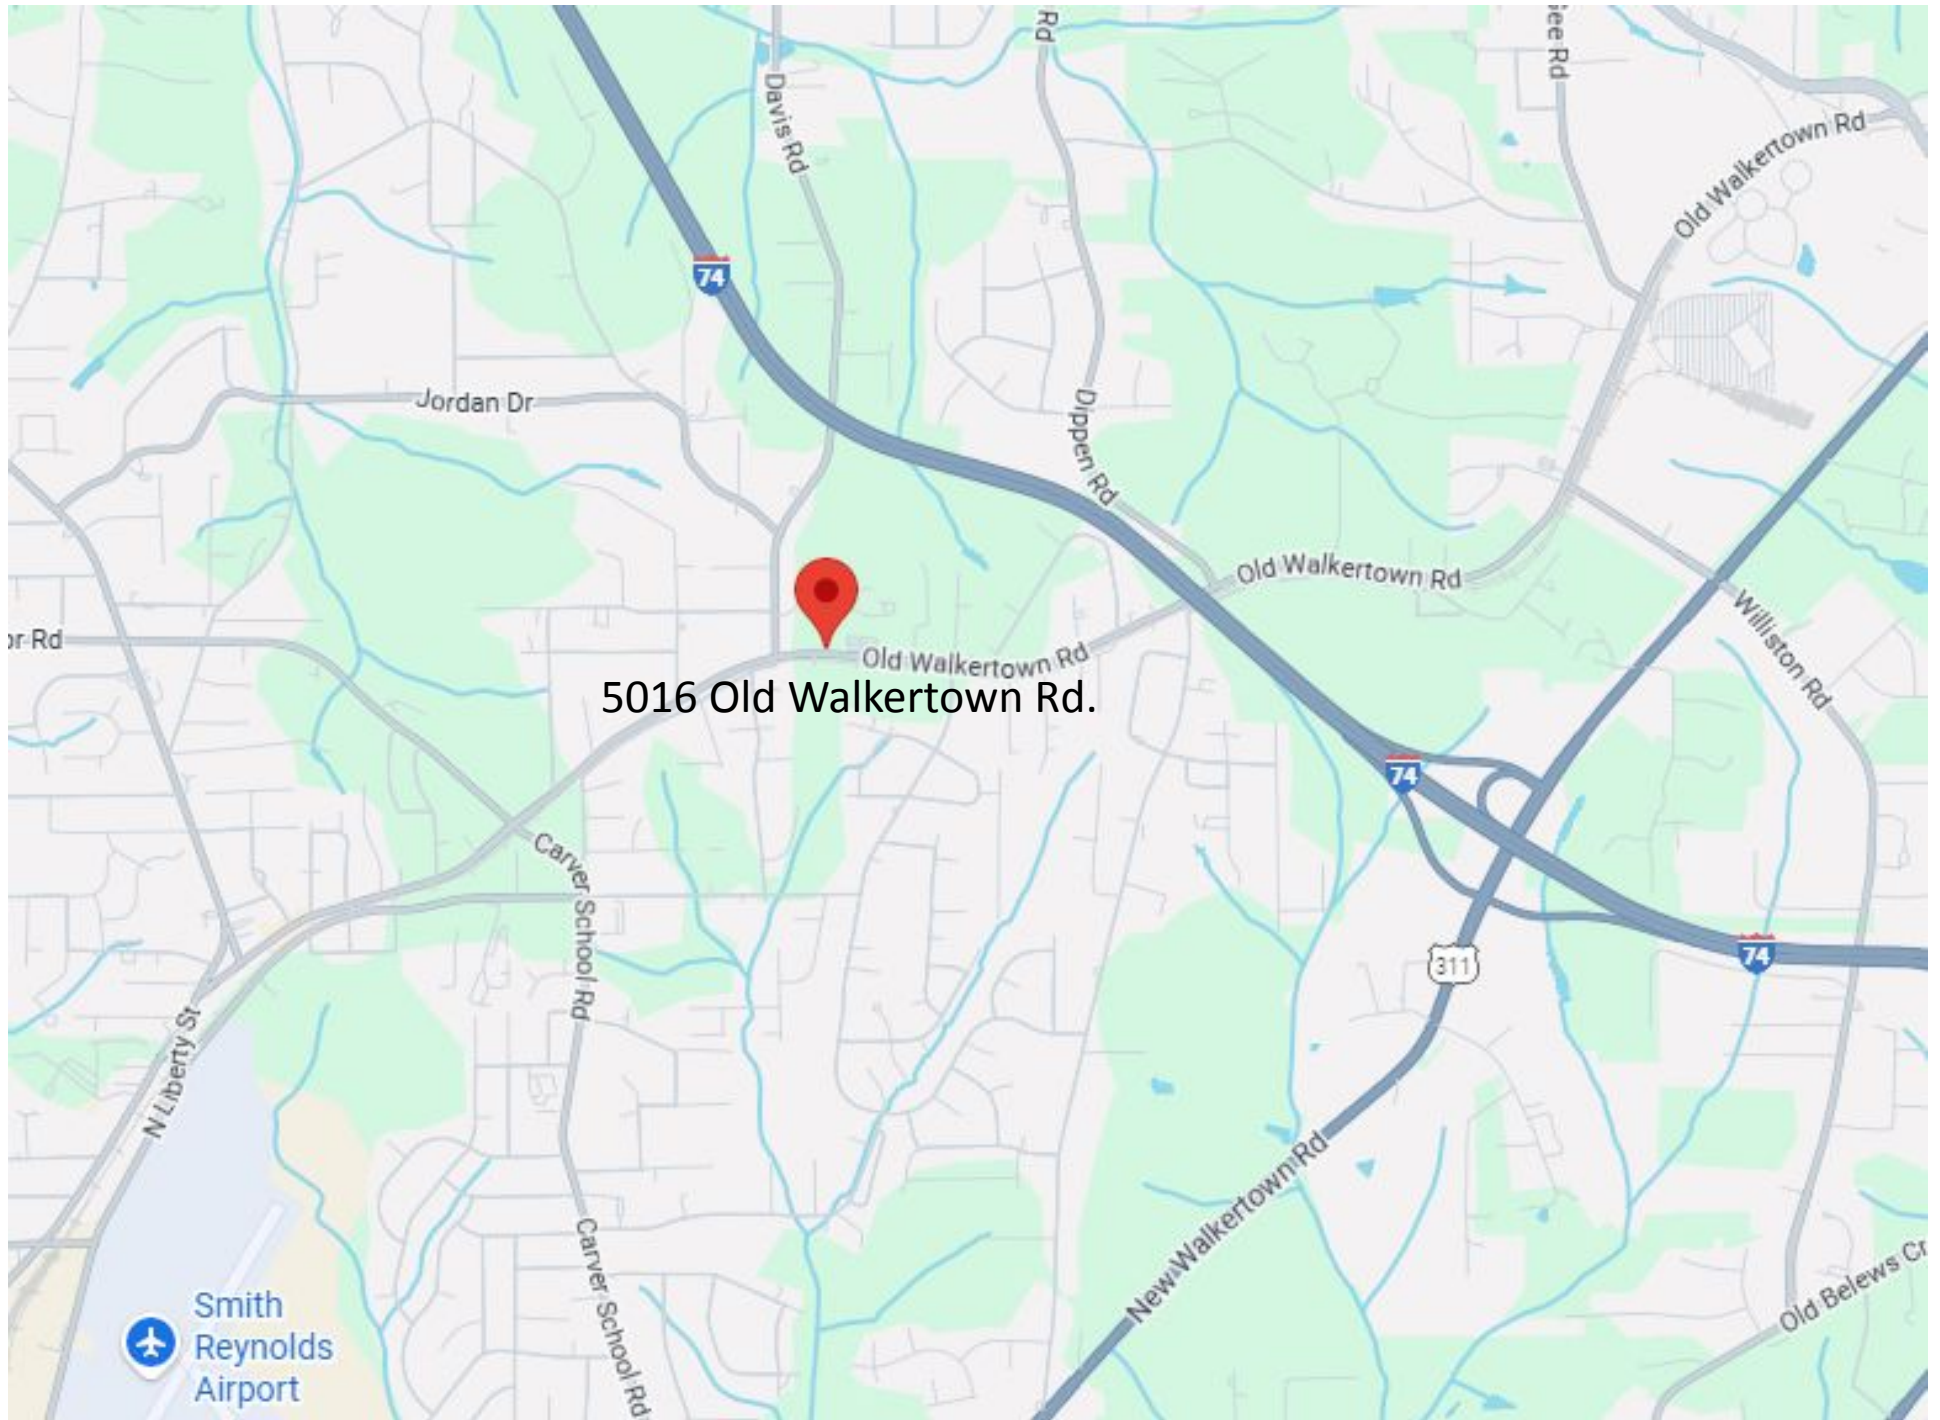 Rd
Gee Rd
Davis Rd
Old Walkertown Rd
74
Jordan Dr
Dippen Rd
Old Walkertown Rd
or Rd
Old Walkertown Rd
Williston Rd
5016 Old Walkertown Rd.
74
Carver School Rd
74
311
N Liberty St
New Walkertown Rd
Carver School Rd
Old Belews Cr
Smith
Reynolds
Airport